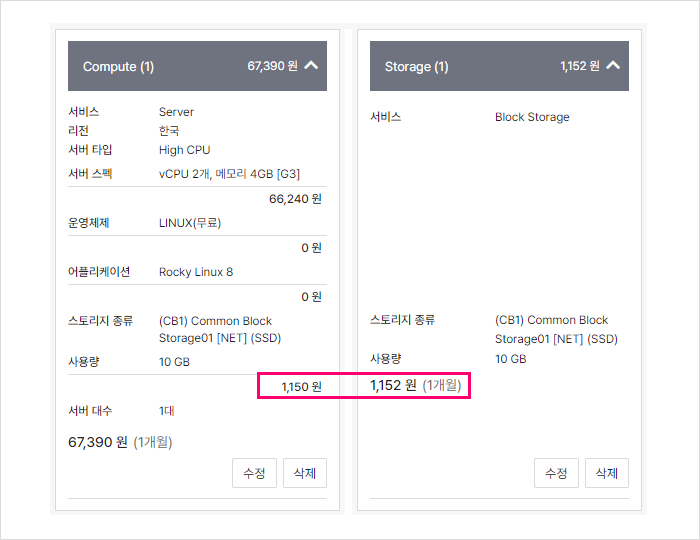 Compute (1) 67,390 원
서비스 Server
리전 한국
서버 타입 High CPU
서버 스펙 vCPU 2개, 메모리 4GB [G3]
66,240 원
운영체제 LINUX(무료)
0 원
어플리케이션 Rocky Linux 8
0 원
스토리지 종류 (CB1) Common Block
Storage01 [NET] (SSD)
사용량 10 GB
1,150 원
서버 대수 1대
67,390 원 (1개월)
수정 삭제
Storage (1) 1,152 원
서비스 Block Storage
스토리지 종류 (CB1) Common Block
Storage01 [NET] (SSD)
사용량 10 GB
1,152 원 (1개월)
수정 삭제